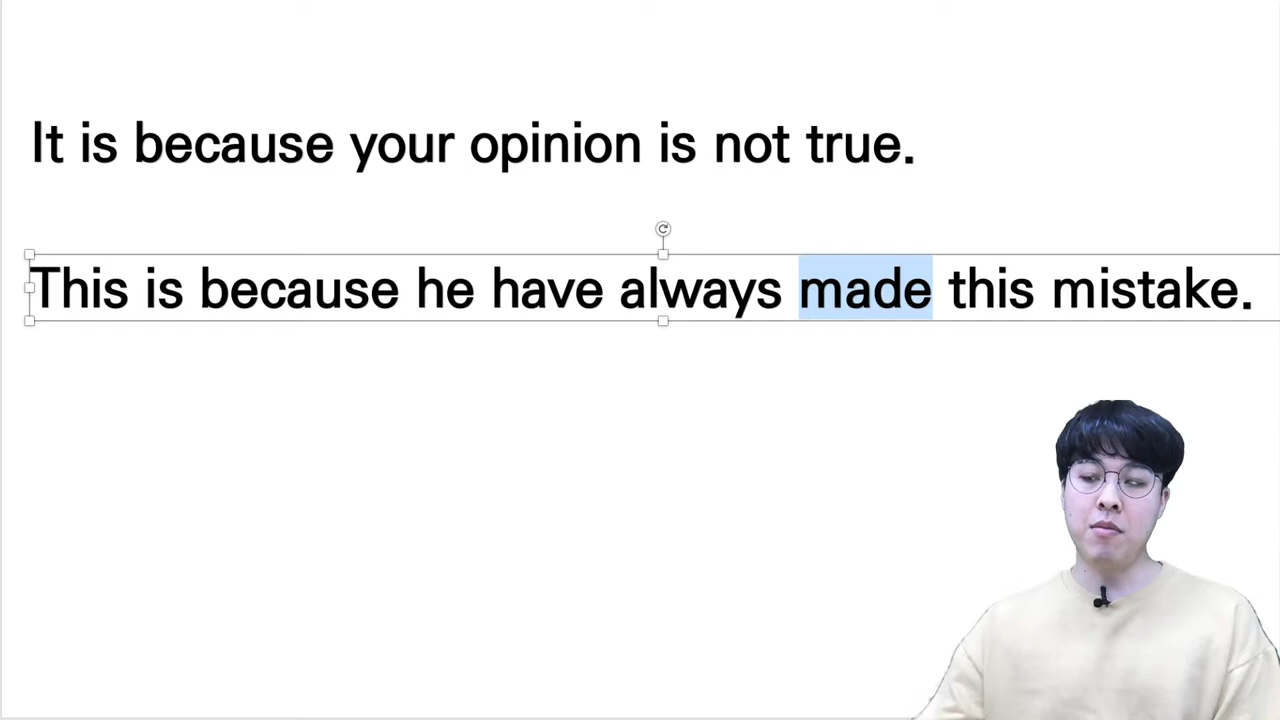 It is because your opinion is not true.
This is because he have always made this mistake.